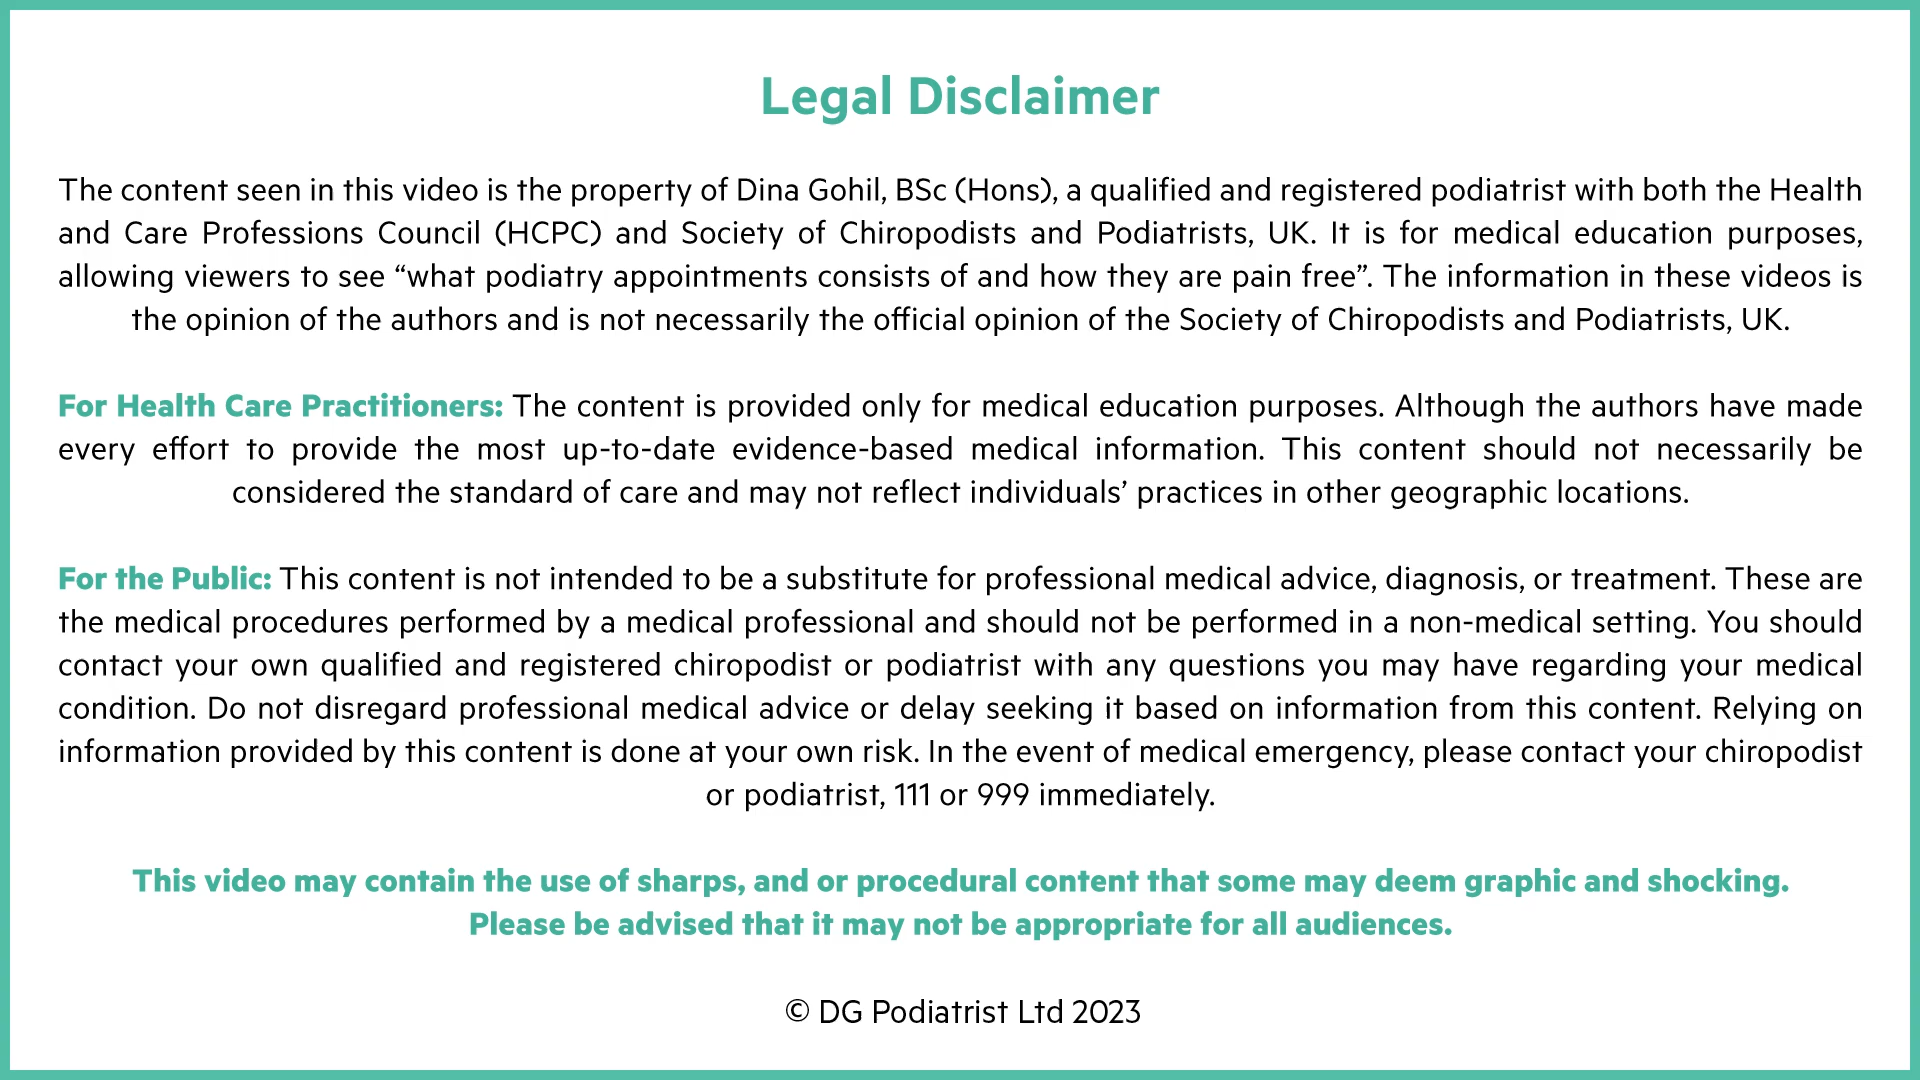 Legal Disclaimer
The content seen in this video is the property of Dina Gohil, BSc (Hons), a qualified and registered podiatrist with both the Health
and Care Professions Council (HCPC) and Society of Chiropodists and Podiatrists, UK. It is for medical education purposes,
allowing viewers to see “what podiatry appointments consists of and how they are pain free”. The information in these videos is
the opinion of the authors and is not necessarily the official opinion of the Society of Chiropodists and Podiatrists, UK.
For Health Care Practitioners: The content is provided only for medical education purposes. Although the authors have made
every effort to provide the most up-to-date evidence-based medical information. This content should not necessarily be
considered the standard of care and may not reflect individuals’ practices in other geographic locations.
For the Public: This content is not intended to be a substitute for professional medical advice, diagnosis, or treatment. These are
the medical procedures performed by a medical professional and should not be performed in a non-medical setting. You should
contact your own qualified and registered chiropodist or podiatrist with any questions you may have regarding your medical
condition. Do not disregard professional medical advice or delay seeking it based on information from this content. Relying on
information provided by this content is done at your own risk. In the event of medical emergency, please contact your chiropodist
or podiatrist, 111 or 999 immediately.
This video may contain the use of sharps, and or procedural content that some may deem graphic and shocking.
Please be advised that it may not be appropriate for all audiences.
© DG Podiatrist Ltd 2023